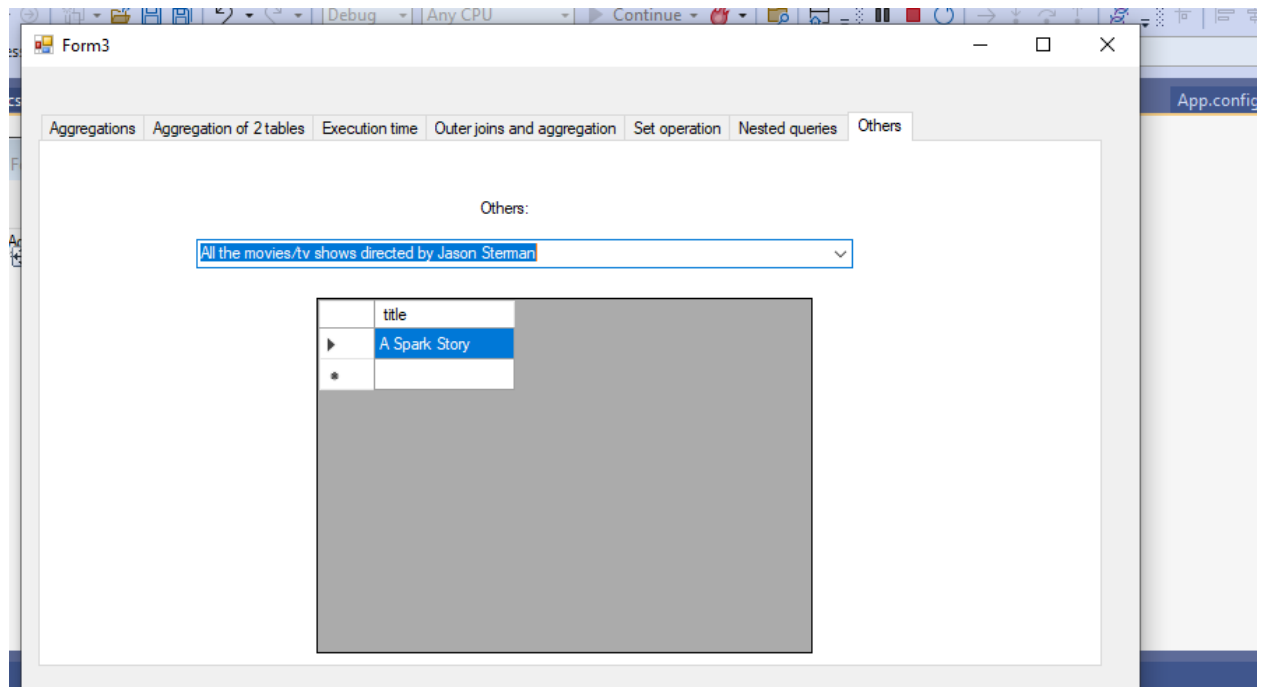 Debug Any CPU Continue
Form3
App.config
Aggregations Aggregation of 2 tables Execution time Outer joins and aggregation Set operation Nested queries Others
Others:
All the movies/tv shows directed by Jason Sterman
title
A Spark Story